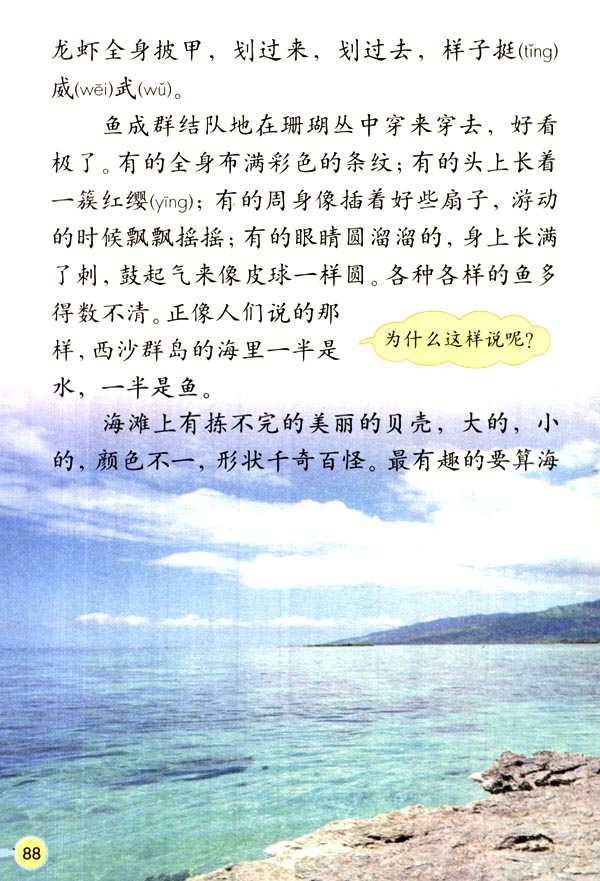 龙虾全身披甲，划过来，划过去，样子挺(tǐng)
威(wēi)武(wǔ)。
鱼成群结队地在珊瑚丛中穿来穿去，好看
极了。有的全身布满彩色的条纹；有的头上长着
一簇红缨(yīng)；有的周身像插着好些扇子，游动
的时候飘飘摇摇；有的眼睛圆溜溜的，身上长满
了刺，鼓起气来像皮球一样圆。各种各样的鱼多
得数不清。正像人们说的那
样，西沙群岛的海里一半是
水，一半是鱼。
为什么这样说呢？
海滩上有拣不完的美丽的贝壳，大的，小
的，颜色不一，形状千奇百怪。最有趣的要算海
88